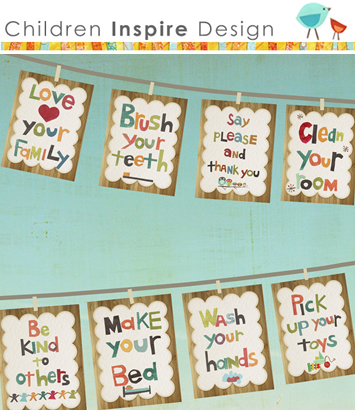 Children Inspire Design
Love
your
Family
Brush
your
teeth
Say
PLEASE
and
THANK YOU
Clean
your
room
Be
Kind
to
others
MAKE
your
Bed
Wash
your
hands
Pick
up your
toys